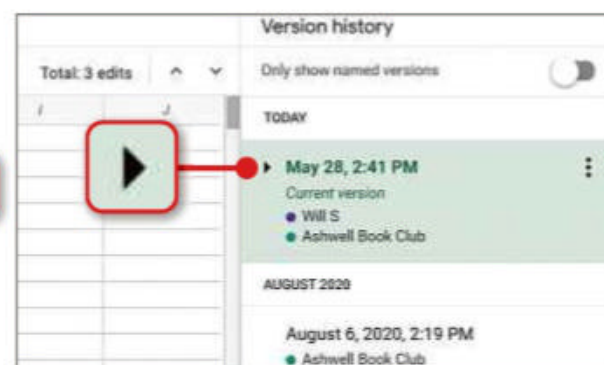 Version history
Total: 3 edits
Only show named versions
I J
TODAY
May 28, 2:41 PM
Current version
Will S
Ashwell Book Club
AUGUST 2020
August 6, 2020, 2:19 PM
Ashwell Book Club